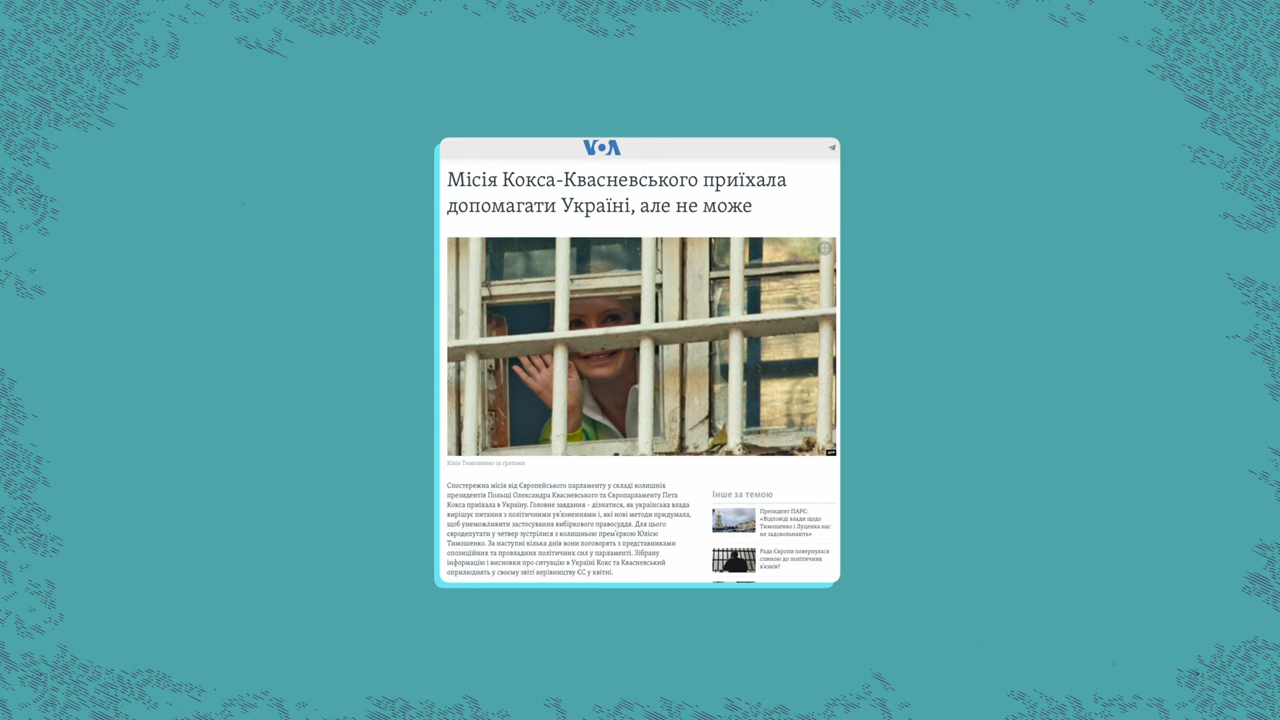 VOA
Місія Кокса-Квасневського приїхала
допомагати Україні, але не може
AFP
Юлія Тимошенко за ґратами
Спостережна місія від Європейського парламенту у складі колишніх
президентів Польщі Олександра Квасневського та Європарламенту Пета
Кокса приїхала в Україну. Головне завдання – дізнатися, як українська влада
вирішує питання з політичними ув'язненнями і, які нові методи придумала,
щоб унеможливити застосування вибіркового правосуддя. Для цього
євродепутати у четвер зустрілися з колишньою прем'єркою Юлією
Тимошенко. За наступні кілька днів вони поговорять з представниками
опозиційних та провладних політичних сил у парламенті. Зібрану
інформацію і висновки про ситуацію в Україні Кокс та Квасневський
оприлюднять у своєму звіті керівництву ЄС у квітні.
Інше за темою
Президент ПАРЄ:
«Відповіді влади щодо
Тимошенко і Луценка нас
не задовольняють»
Рада Європи повернулася
спиною до політичних
в'язнів?